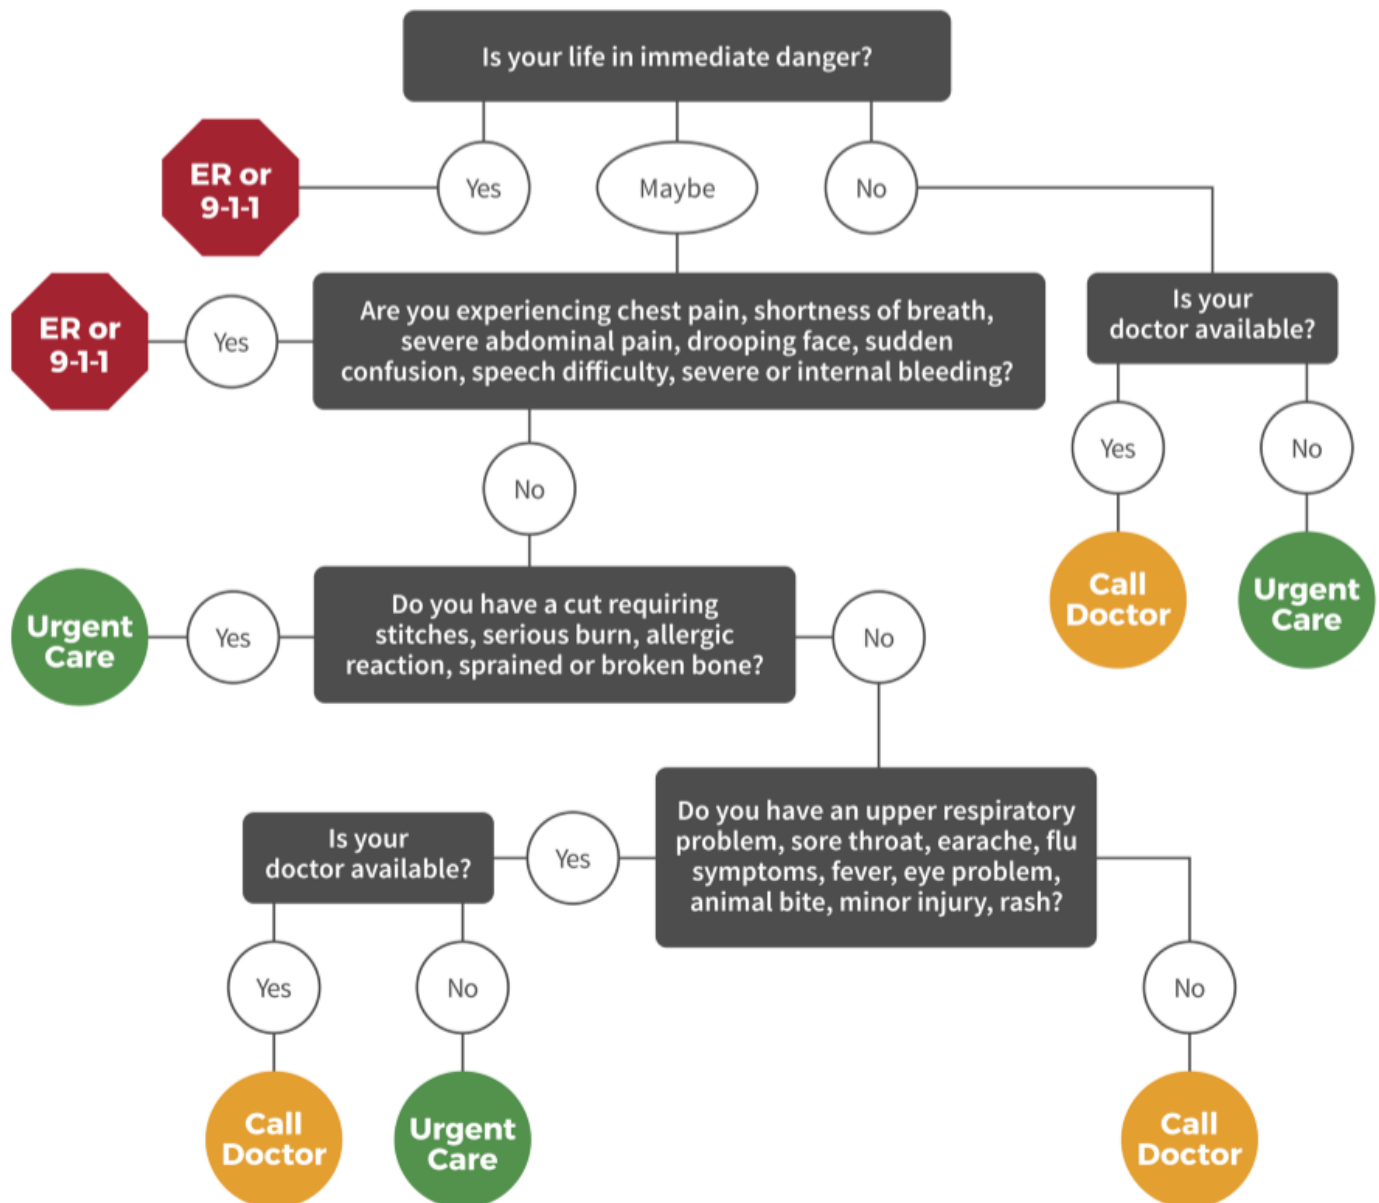 Is your life in immediate danger?
ER or
9-1-1
Yes
Maybe
No
ER or
9-1-1
Yes
Are you experiencing chest pain, shortness of breath,
severe abdominal pain, drooping face, sudden
confusion, speech difficulty, severe or internal bleeding?
Is your
doctor available?
Yes
No
Call
Doctor
Urgent
Care
No
Urgent
Care
Yes
Do you have a cut requiring
stitches, serious burn, allergic
reaction, sprained or broken bone?
No
Do you have an upper respiratory
problem, sore throat, earache, flu
symptoms, fever, eye problem,
animal bite, minor injury, rash?
Yes
Is your
doctor available?
Yes
No
Call
Doctor
Urgent
Care
No
Call
Doctor